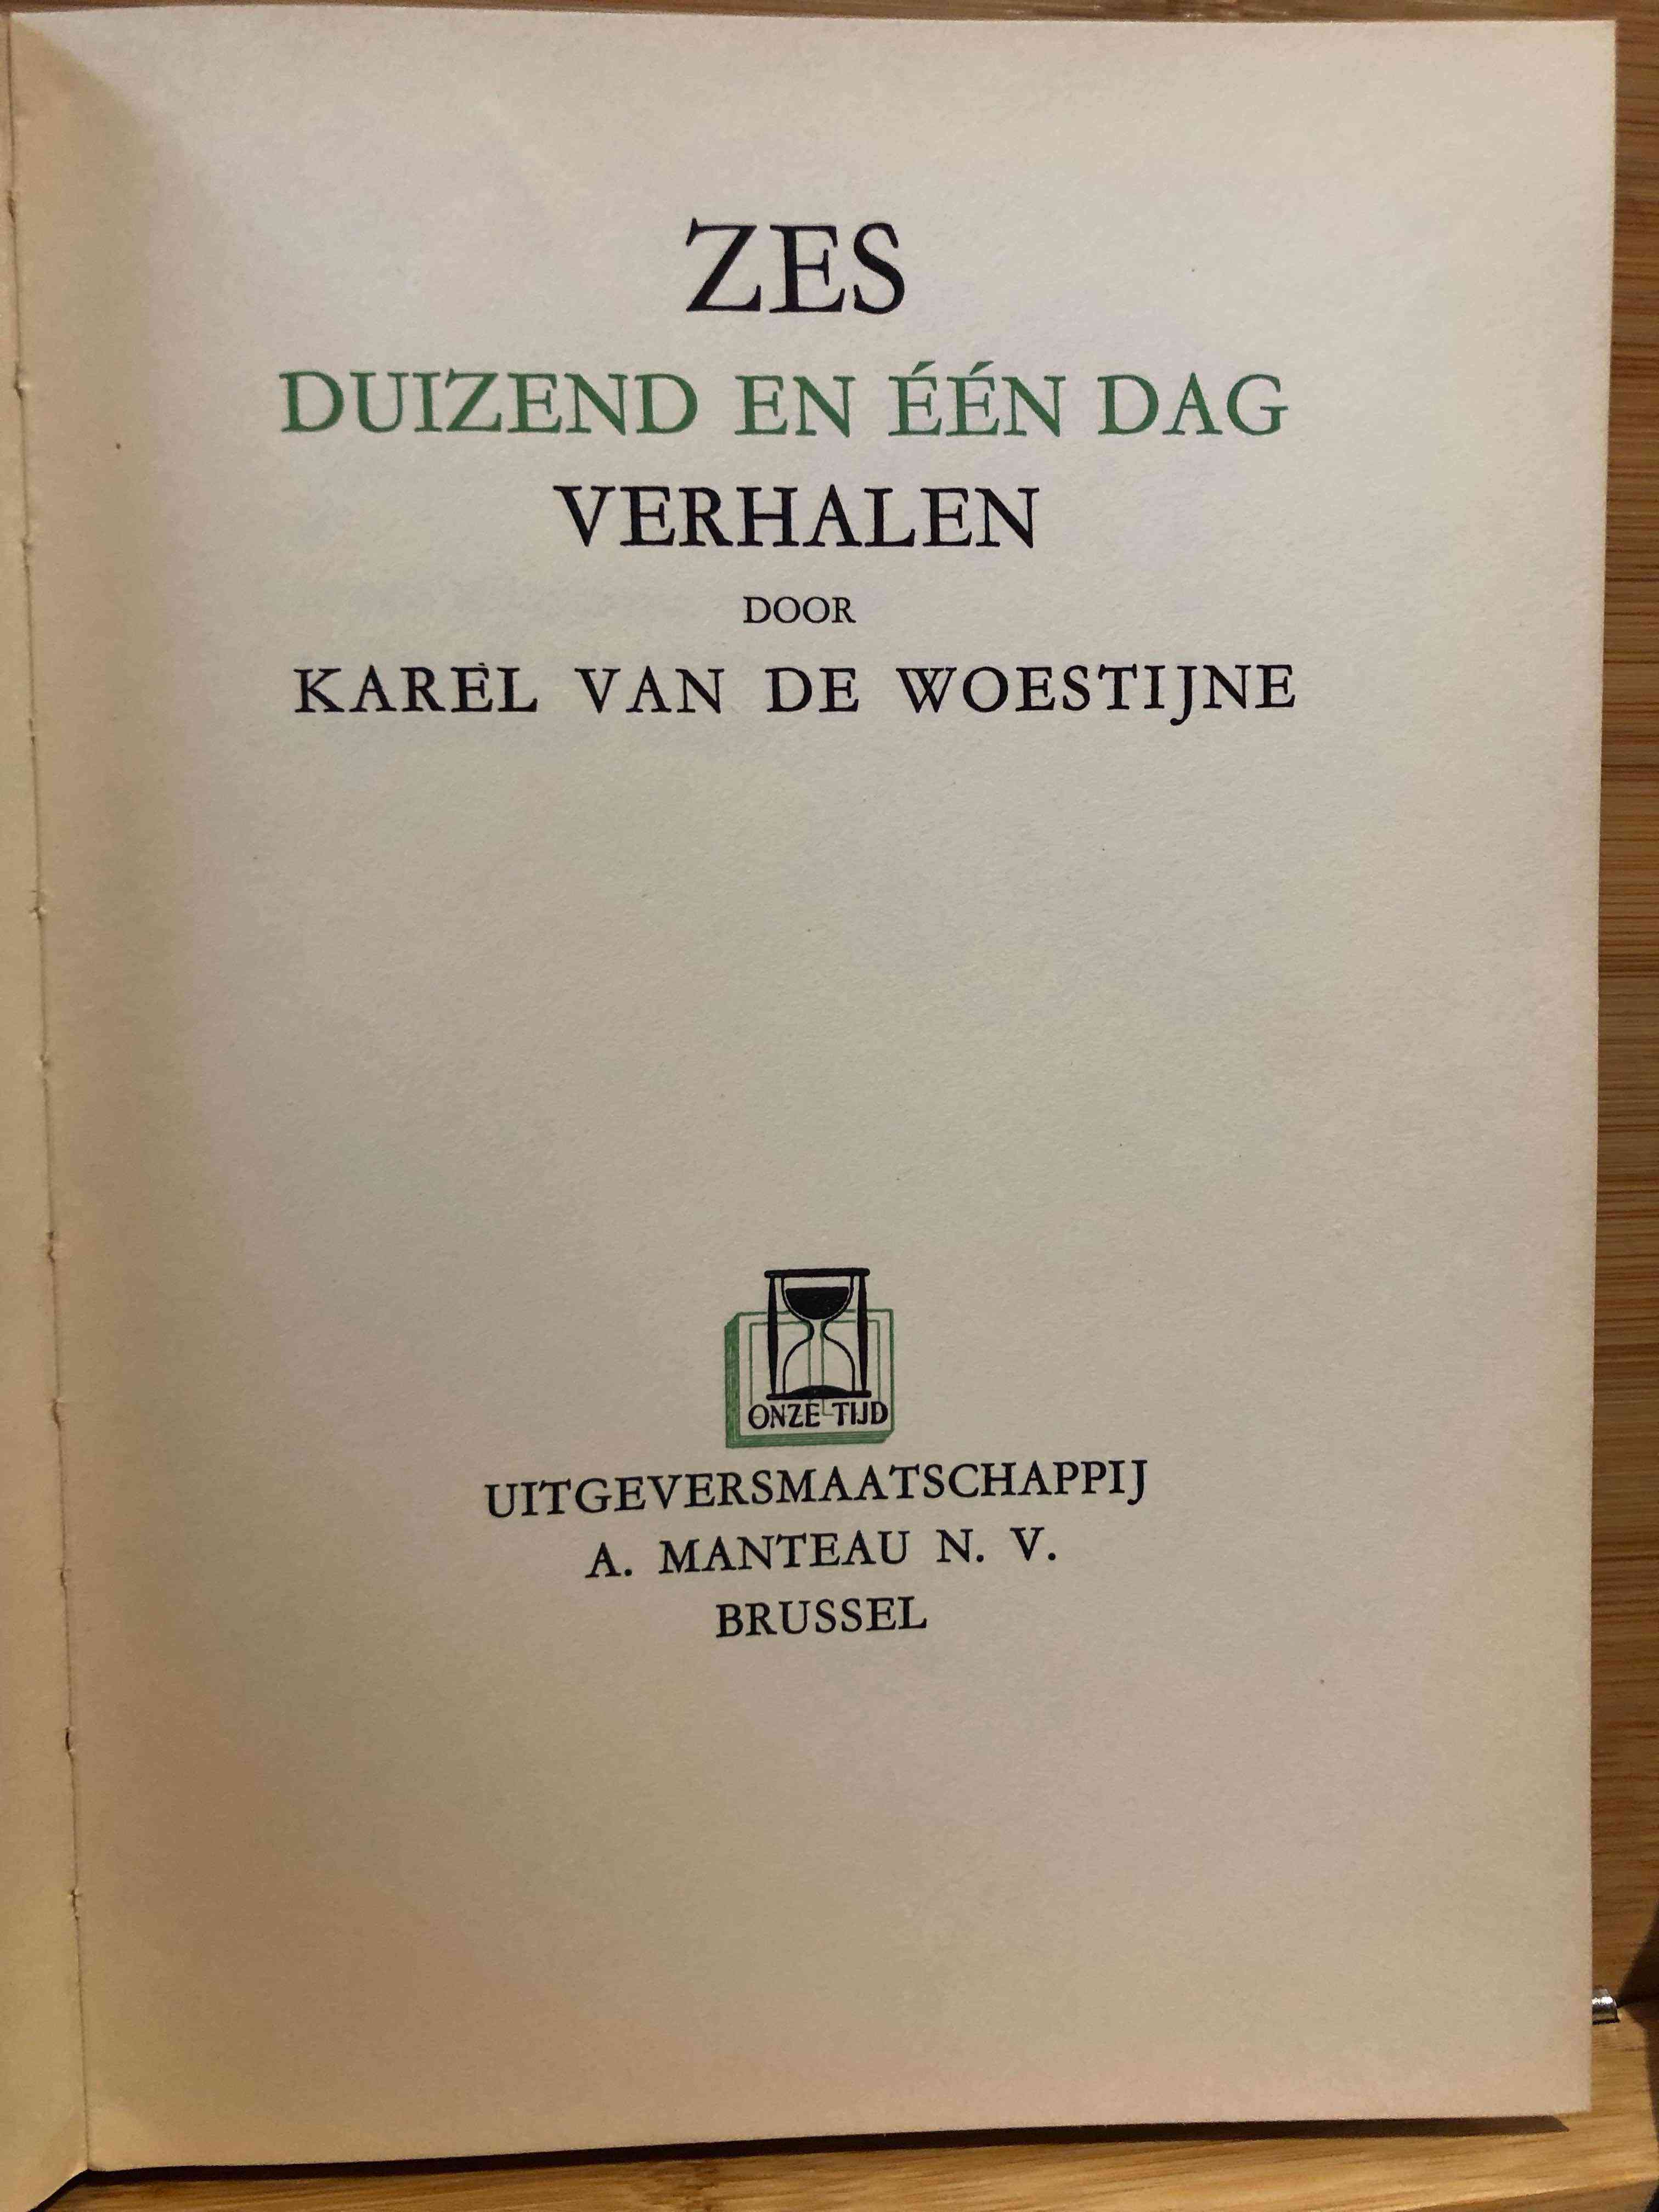 ZES
DUIZEND EN ÉÉN DAG
VERHALEN
DOOR
KAREL VAN DE WOESTIJNE
ONZE TIJD
UITGEVERSMAATSCHAPPIJ
A. MANTEAU N. V.
BRUSSEL